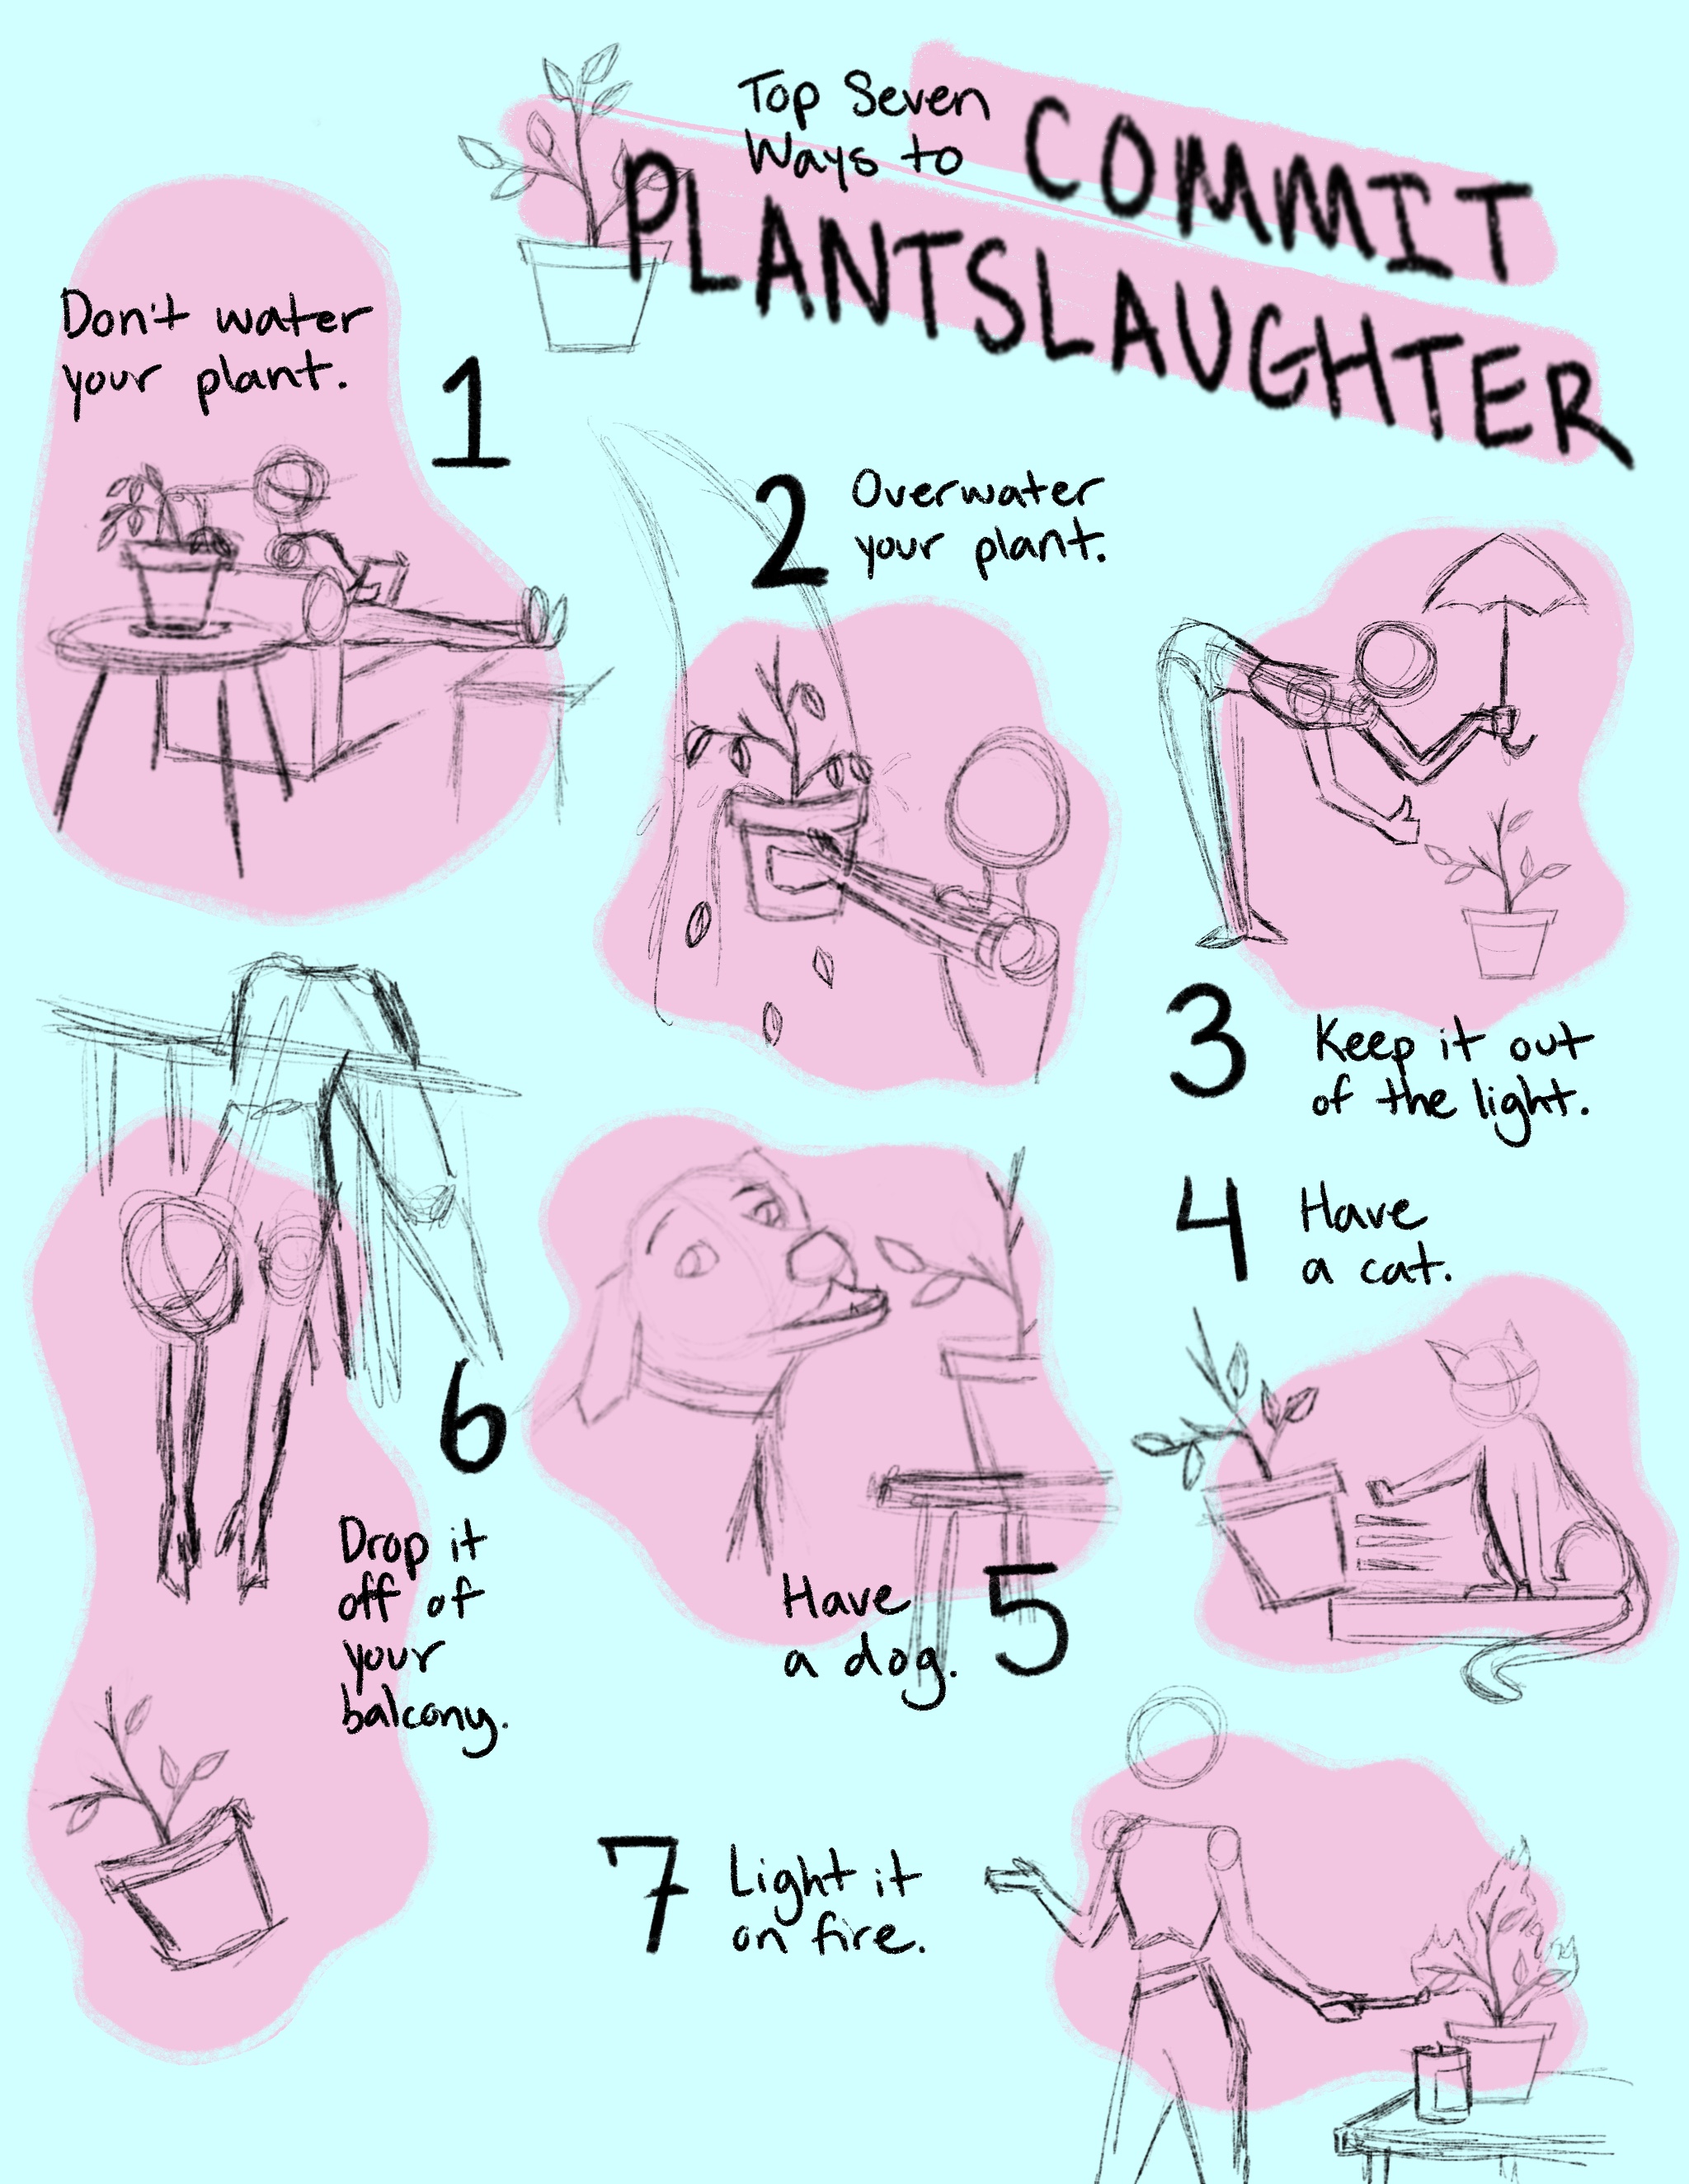 Top Seven
Ways to
COMMIT
PLANTSLAUGHTER
Don't water
your plant.
1
2
Overwater
your plant.
3
Keep it out
of the light.
4
Have
a cat.
Have
a dog.
5
6
Drop it
off of
your
balcony.
7
Light it
on fire.